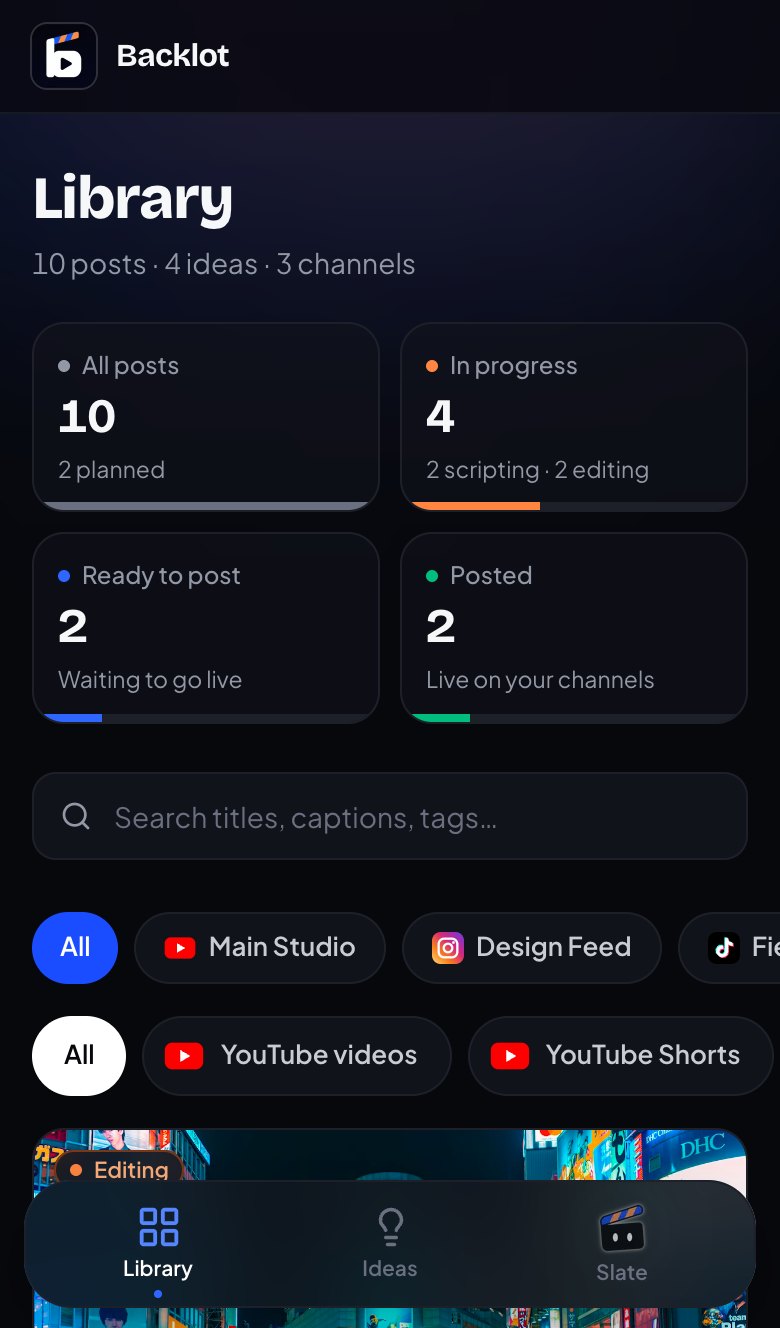 Backlot
Library
10 posts · 4 ideas · 3 channels
All posts
10
2 planned
In progress
4
2 scripting · 2 editing
Ready to post
2
Waiting to go live
Posted
2
Live on your channels
Search titles, captions, tags…
All
Main Studio
Design Feed
All
YouTube videos
YouTube Shorts
DHC
Editing
Library
Ideas
Slate